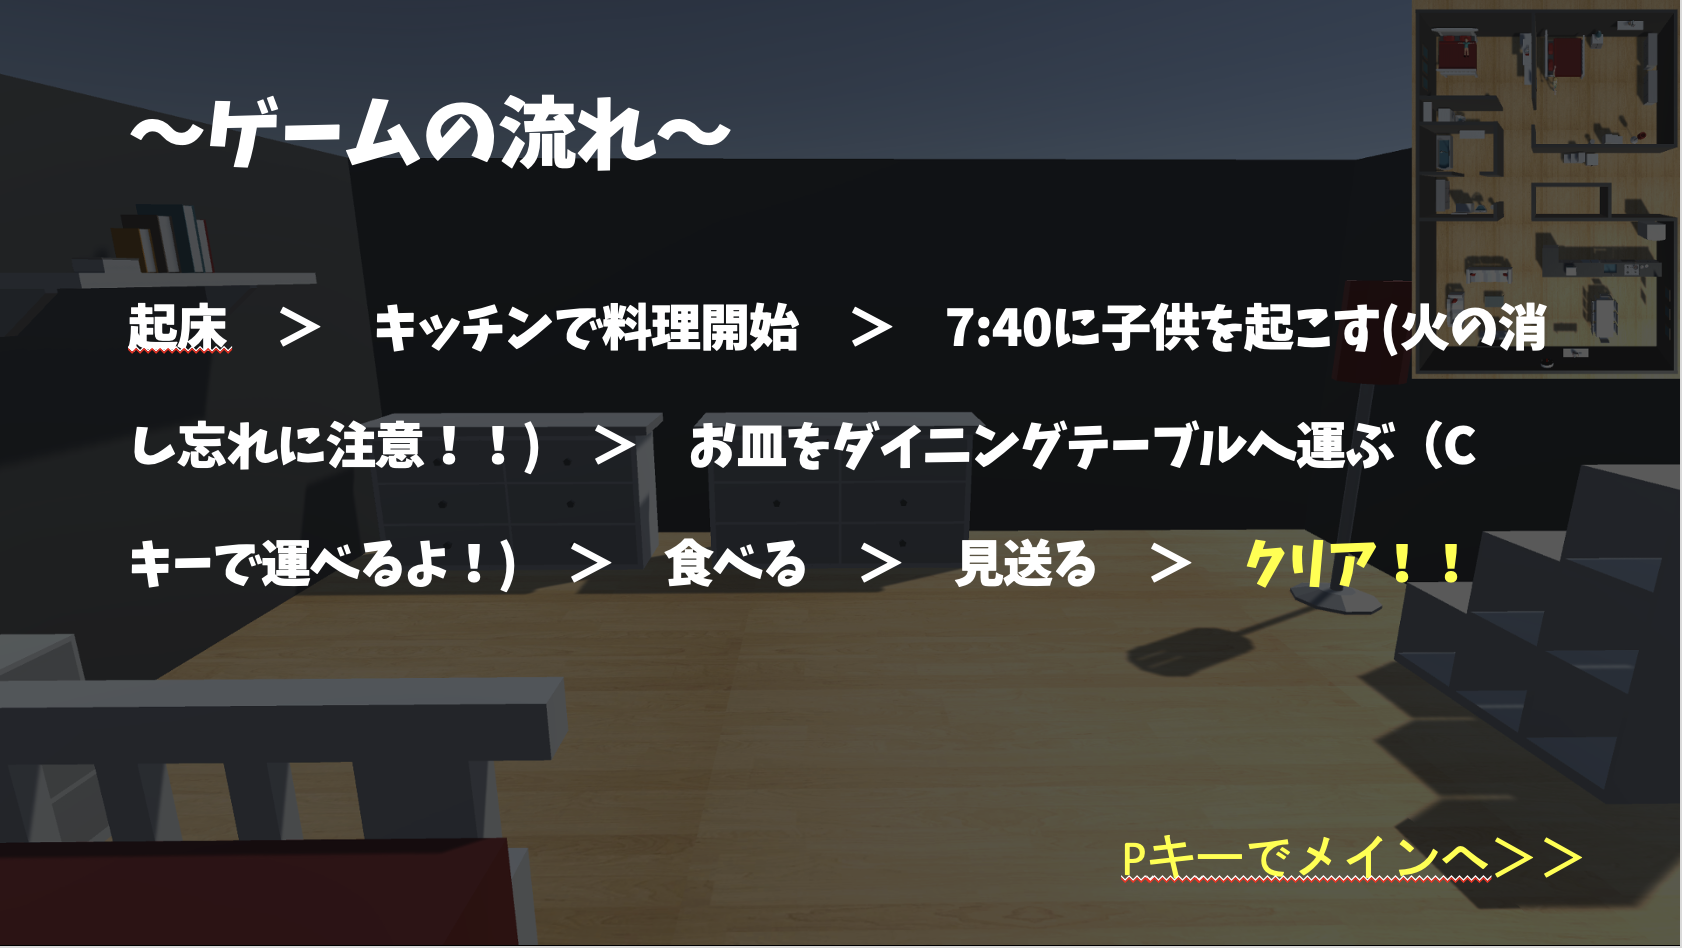 ～ゲームの流れ～
起床　＞　キッチンで料理開始　＞　7:40に子供を起こす(火の消
し忘れに注意！！)　＞　お皿をダイニングテーブルへ運ぶ（C
キーで運べるよ！)　＞　食べる　＞　見送る　＞　クリア！！
Pキーでメインへ＞＞